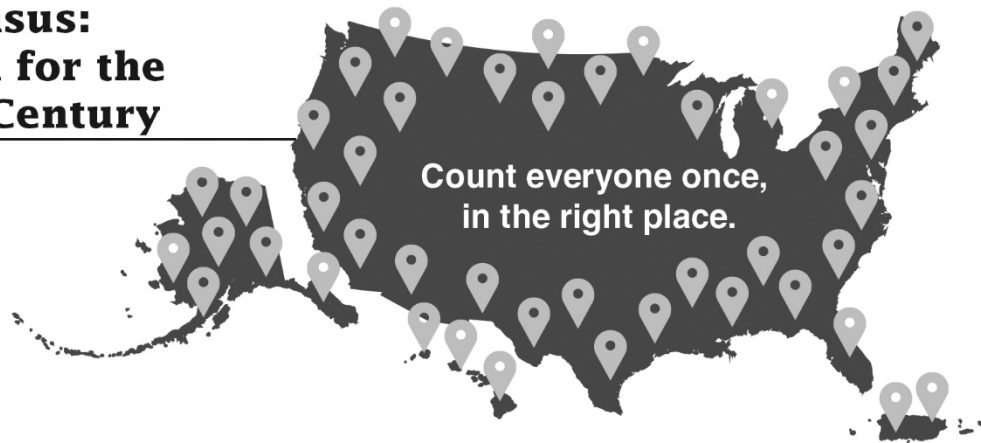 sus:
for the
Century
Count everyone once,
in the right place.